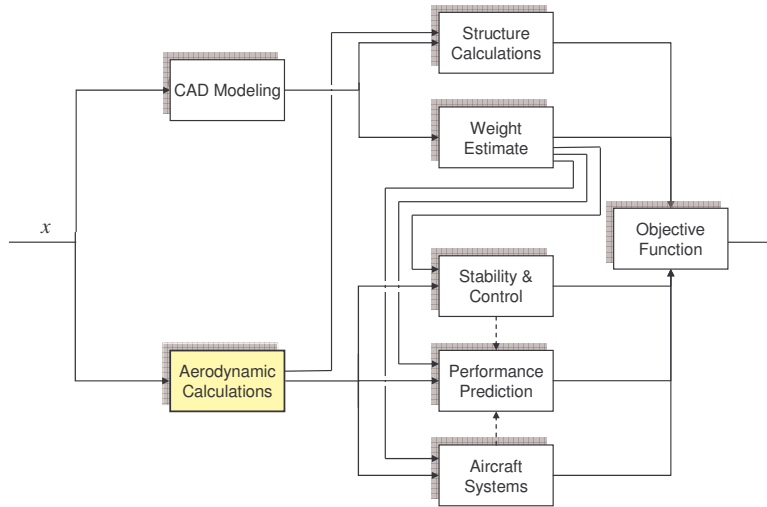 Structure
Calculations
CAD Modeling
Weight
Estimate
x
Objective
Function
Stability &
Control
Aerodynamic
Calculations
Performance
Prediction
Aircraft
Systems